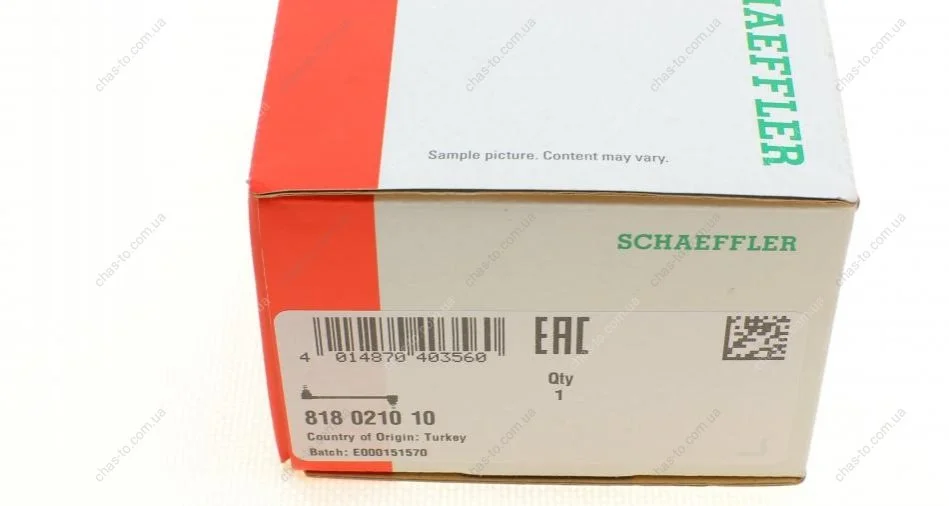 SCHAEFFLER
Sample picture. Content may vary.
SCHAEFFLER
4 014870 403560
EAC
Qty
1
818 0210 10
Country of Origin: Turkey
Batch: E000151570
chas-to.com.ua